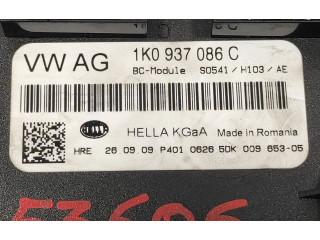 VW AG 1K0 937 086 C
BC-Module S0541/H103/AE
HELLA KGaA Made in Romania
HRE 26 09 09 P401 0626 5DK 009 653-05
53606